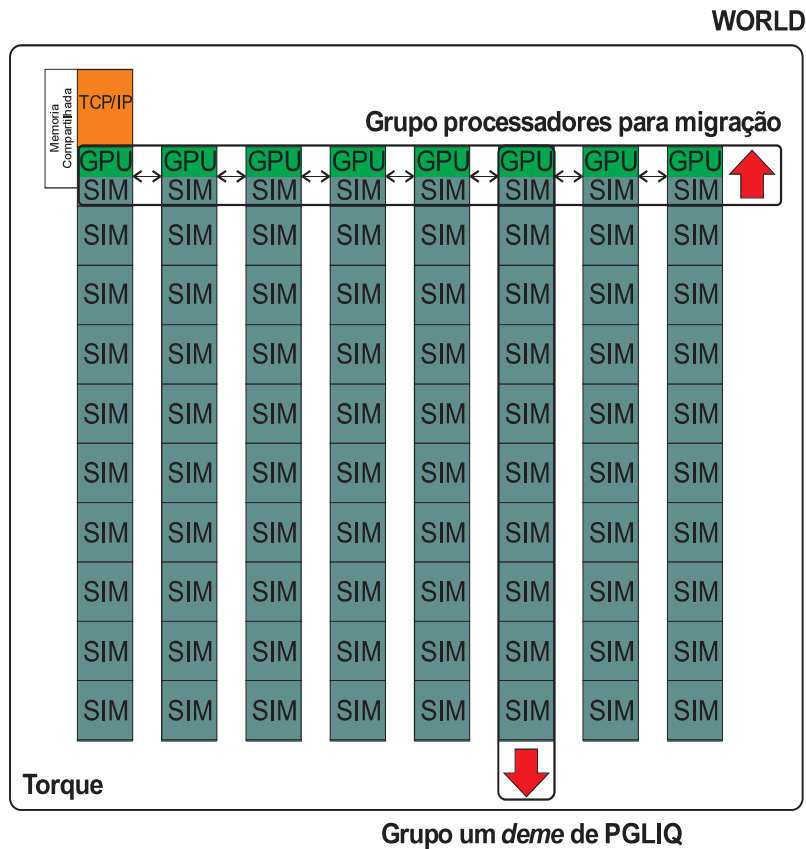 WORLD
Memoria
Compartilhada
TCP/IP
Grupo processadores para migração
GPU GPU GPU GPU GPU GPU GPU GPU
SIM SIM SIM SIM SIM SIM SIM SIM
SIM SIM SIM SIM SIM SIM SIM SIM
SIM SIM SIM SIM SIM SIM SIM SIM
SIM SIM SIM SIM SIM SIM SIM SIM
SIM SIM SIM SIM SIM SIM SIM SIM
SIM SIM SIM SIM SIM SIM SIM SIM
SIM SIM SIM SIM SIM SIM SIM SIM
SIM SIM SIM SIM SIM SIM SIM SIM
SIM SIM SIM SIM SIM SIM SIM SIM
SIM SIM SIM SIM SIM SIM SIM SIM
Torque
Grupo um deme de PGLIQ